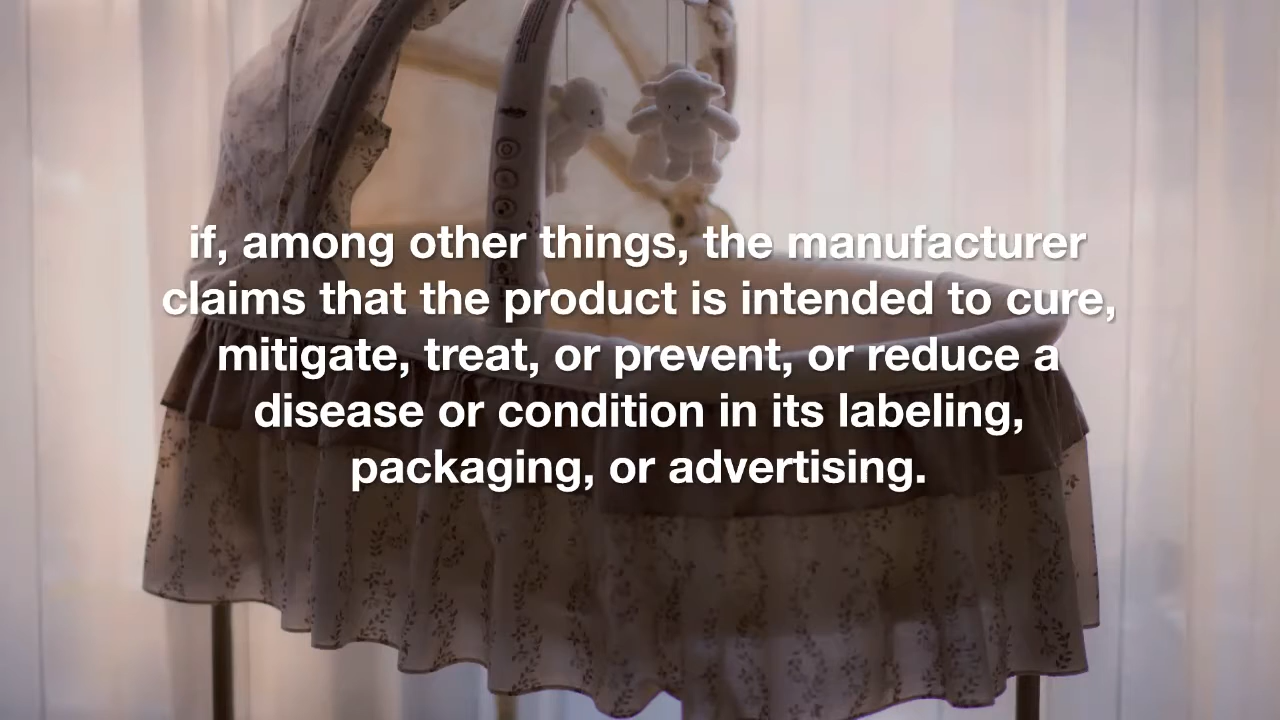 if, among other things, the manufacturer
claims that the product is intended to cure,
mitigate, treat, or prevent, or reduce a
disease or condition in its labeling,
packaging, or advertising.